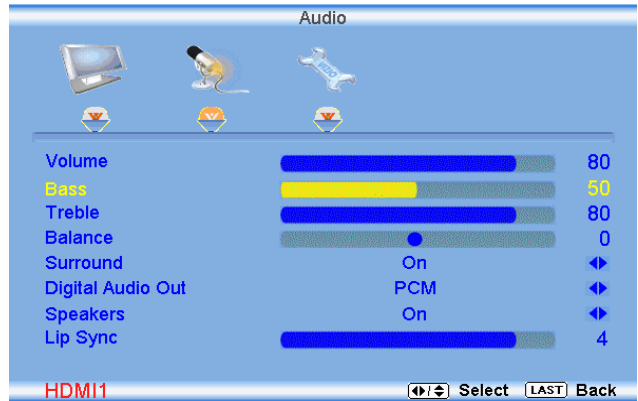 Audio
VIZIO
Volume 80
Bass 50
Treble 80
Balance 0
Surround On
Digital Audio Out PCM
Speakers On
Lip Sync 4
HDMI1 Select LAST Back